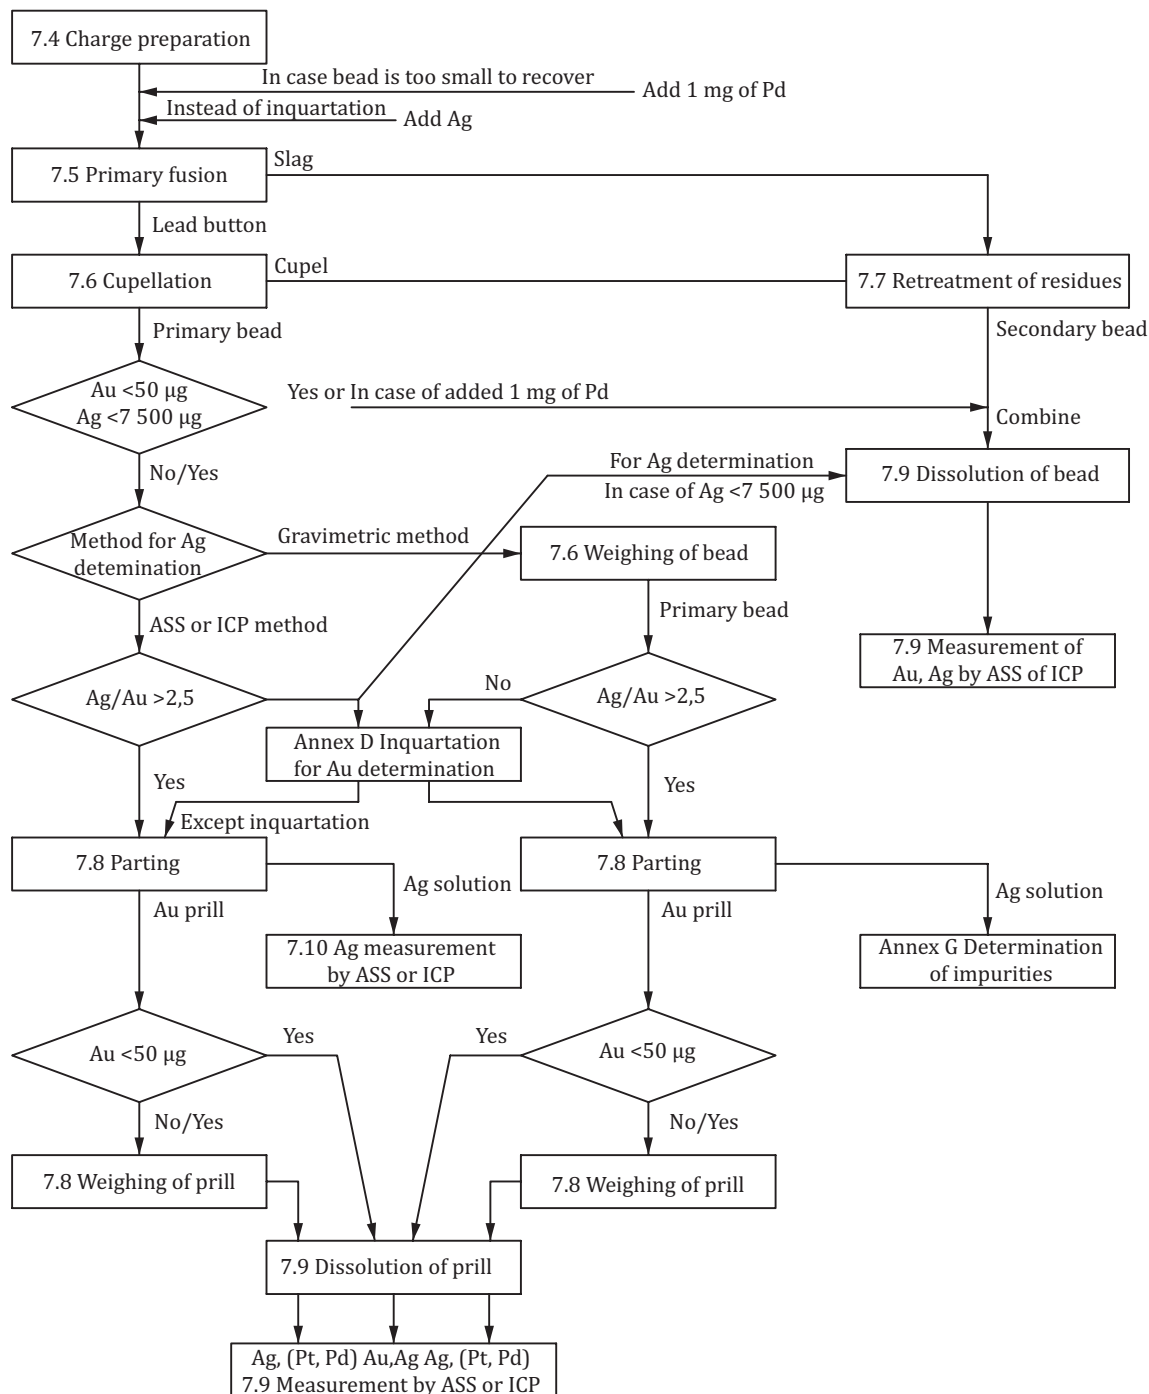 7.4 Charge preparation
In case bead is too small to recover
Add 1 mg of Pd
Instead of inquartation
Add Ag
7.5 Primary fusion
Slag
Lead button
7.6 Cupellation
Cupel
7.7 Retreatment of residues
Primary bead
Secondary bead
Au <50 µg
Ag <7 500 µg
Yes or In case of added 1 mg of Pd
Combine
No/Yes
For Ag determination
In case of Ag <7 500 µg
7.9 Dissolution of bead
Method for Ag
detemination
Gravimetric method
7.6 Weighing of bead
ASS or ICP method
Primary bead
7.9 Measurement of
Au, Ag by ASS of ICP
Ag/Au >2,5
No
Ag/Au >2,5
Annex D Inquartation
for Au determination
Yes
Yes
Except inquartation
7.8 Parting
7.8 Parting
Ag solution
Ag solution
Au prill
Au prill
7.10 Ag measurement
by ASS or ICP
Annex G Determination
of impurities
Au <50 µg
Yes
Yes
Au <50 µg
No/Yes
No/Yes
7.8 Weighing of prill
7.8 Weighing of prill
7.9 Dissolution of prill
Ag, (Pt, Pd) Au,Ag Ag, (Pt, Pd)
7.9 Measurement by ASS or ICP